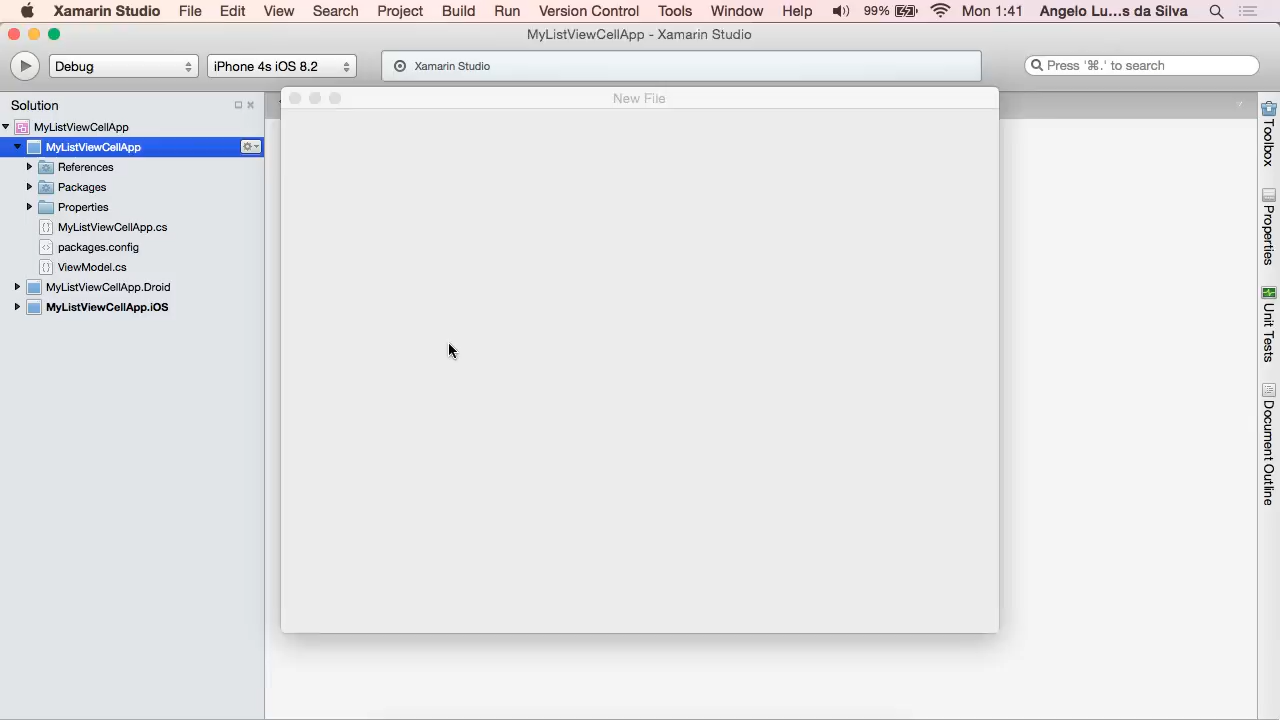 Xamarin Studio File Edit View Search Project Build Run Version Control Tools Window Help 99% Mon 1:41 Angelo Lu...s da Silva
MyListViewCellApp - Xamarin Studio
Debug iPhone 4s iOS 8.2 Xamarin Studio Press '⌘.' to search
Solution
New File
MyListViewCellApp
MyListViewCellApp
References
Packages
Properties
MyListViewCellApp.cs
packages.config
ViewModel.cs
MyListViewCellApp.Droid
MyListViewCellApp.iOS
Toolbox
Properties
Unit Tests
Document Outline